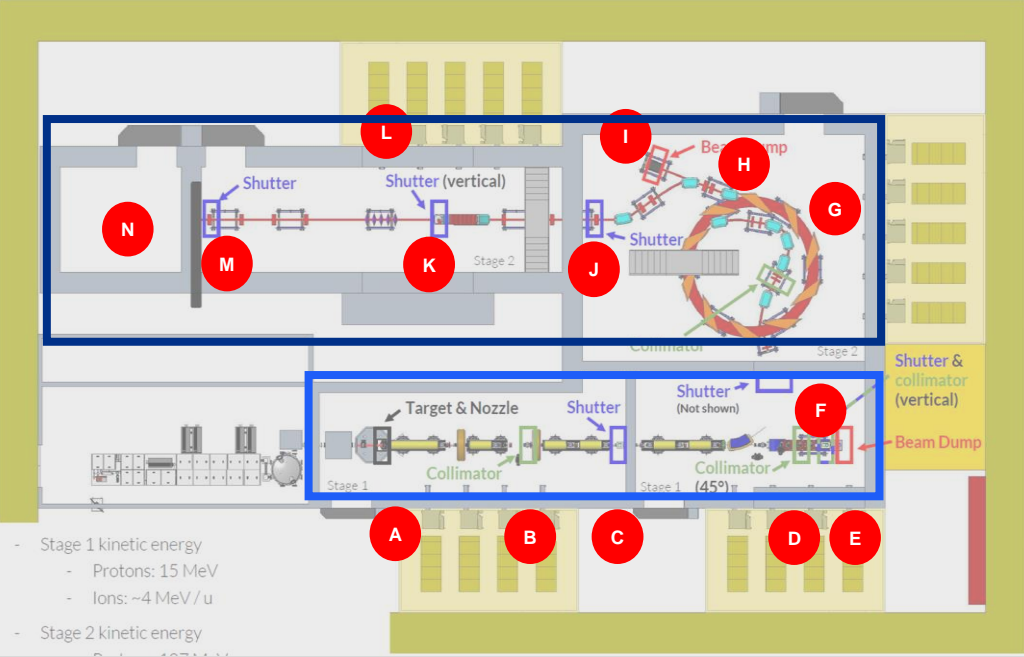 L
I
Beam Dump
H
Shutter
Shutter (vertical)
G
N
Shutter
M
K
Stage 2
J
Collimator
Stage 2
Shutter &
collimator
(vertical)
Shutter
(Not shown)
Target & Nozzle
Shutter
F
Beam Dump
Collimator
Collimator
(45°)
Stage 1
Stage 1
A
B
C
D
E
- Stage 1 kinetic energy
- Protons: 15 MeV
- Ions: ~4 MeV / u
- Stage 2 kinetic energy